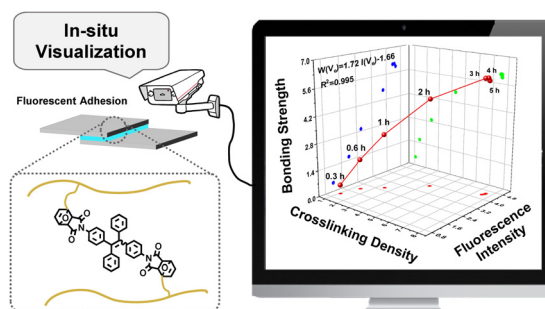 In-situ
Visualization
Fluorescent Adhesion
O
O
N
O
O
O
N
O
O
O
W(Vₑ)=1.72 I(Vₑ)-1.66
R²=0.995
0.3 h
0.6 h
1 h
2 h
3 h
4 h
5 h
Bonding Strength
7.0
5.6
4.2
2.8
1.4
0.0
Crosslinking Density
Fluorescence
Intensity